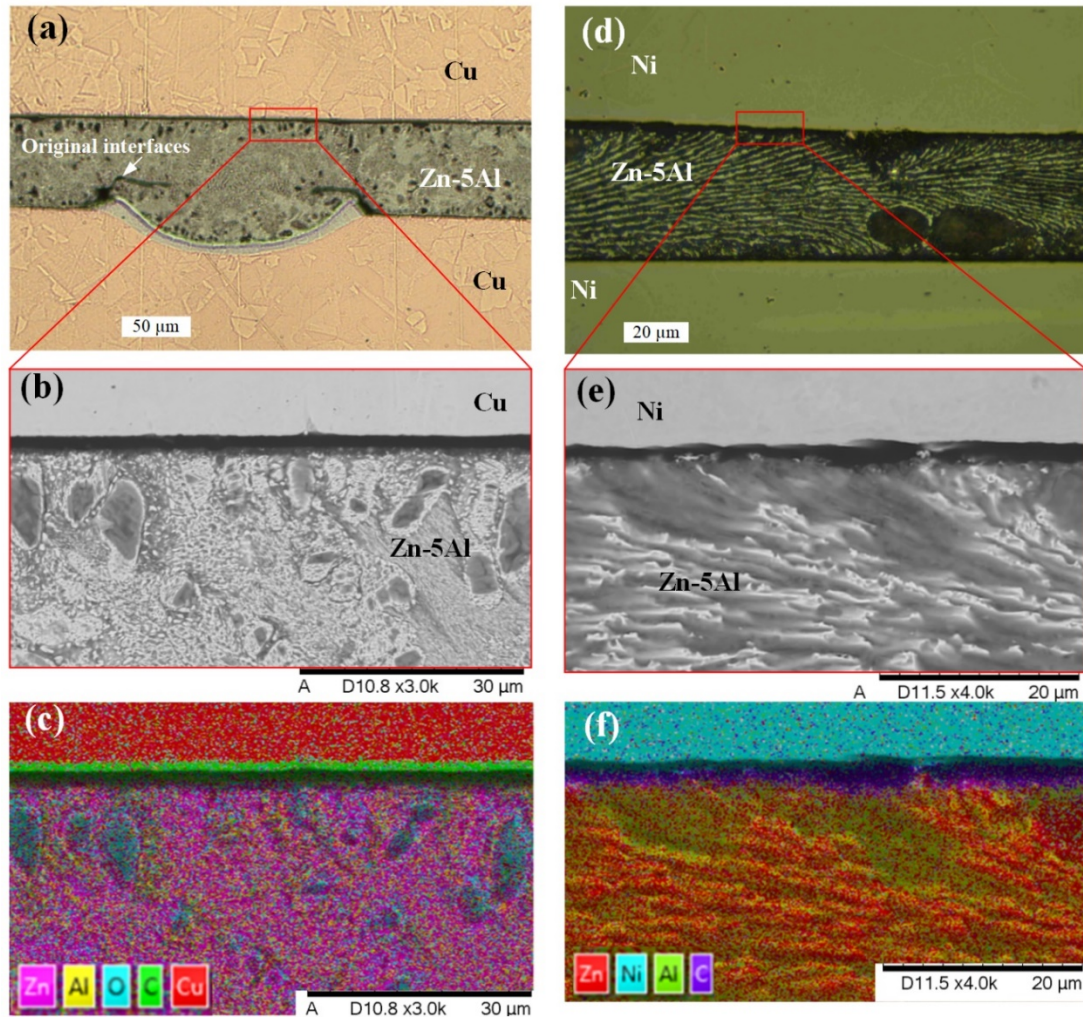 (a)
Cu
Original interfaces
Zn-5Al
Cu
50 µm
(d)
Ni
Zn-5Al
Ni
20 µm
(b)
Cu
Zn-5Al
A D10.8 x3.0k 30 µm
(e)
Ni
Zn-5Al
A D11.5 x4.0k 20 µm
(c)
Zn Al O C Cu
A D10.8 x3.0k 30 µm
(f)
Zn Ni Al C
D11.5 x4.0k 20 µm